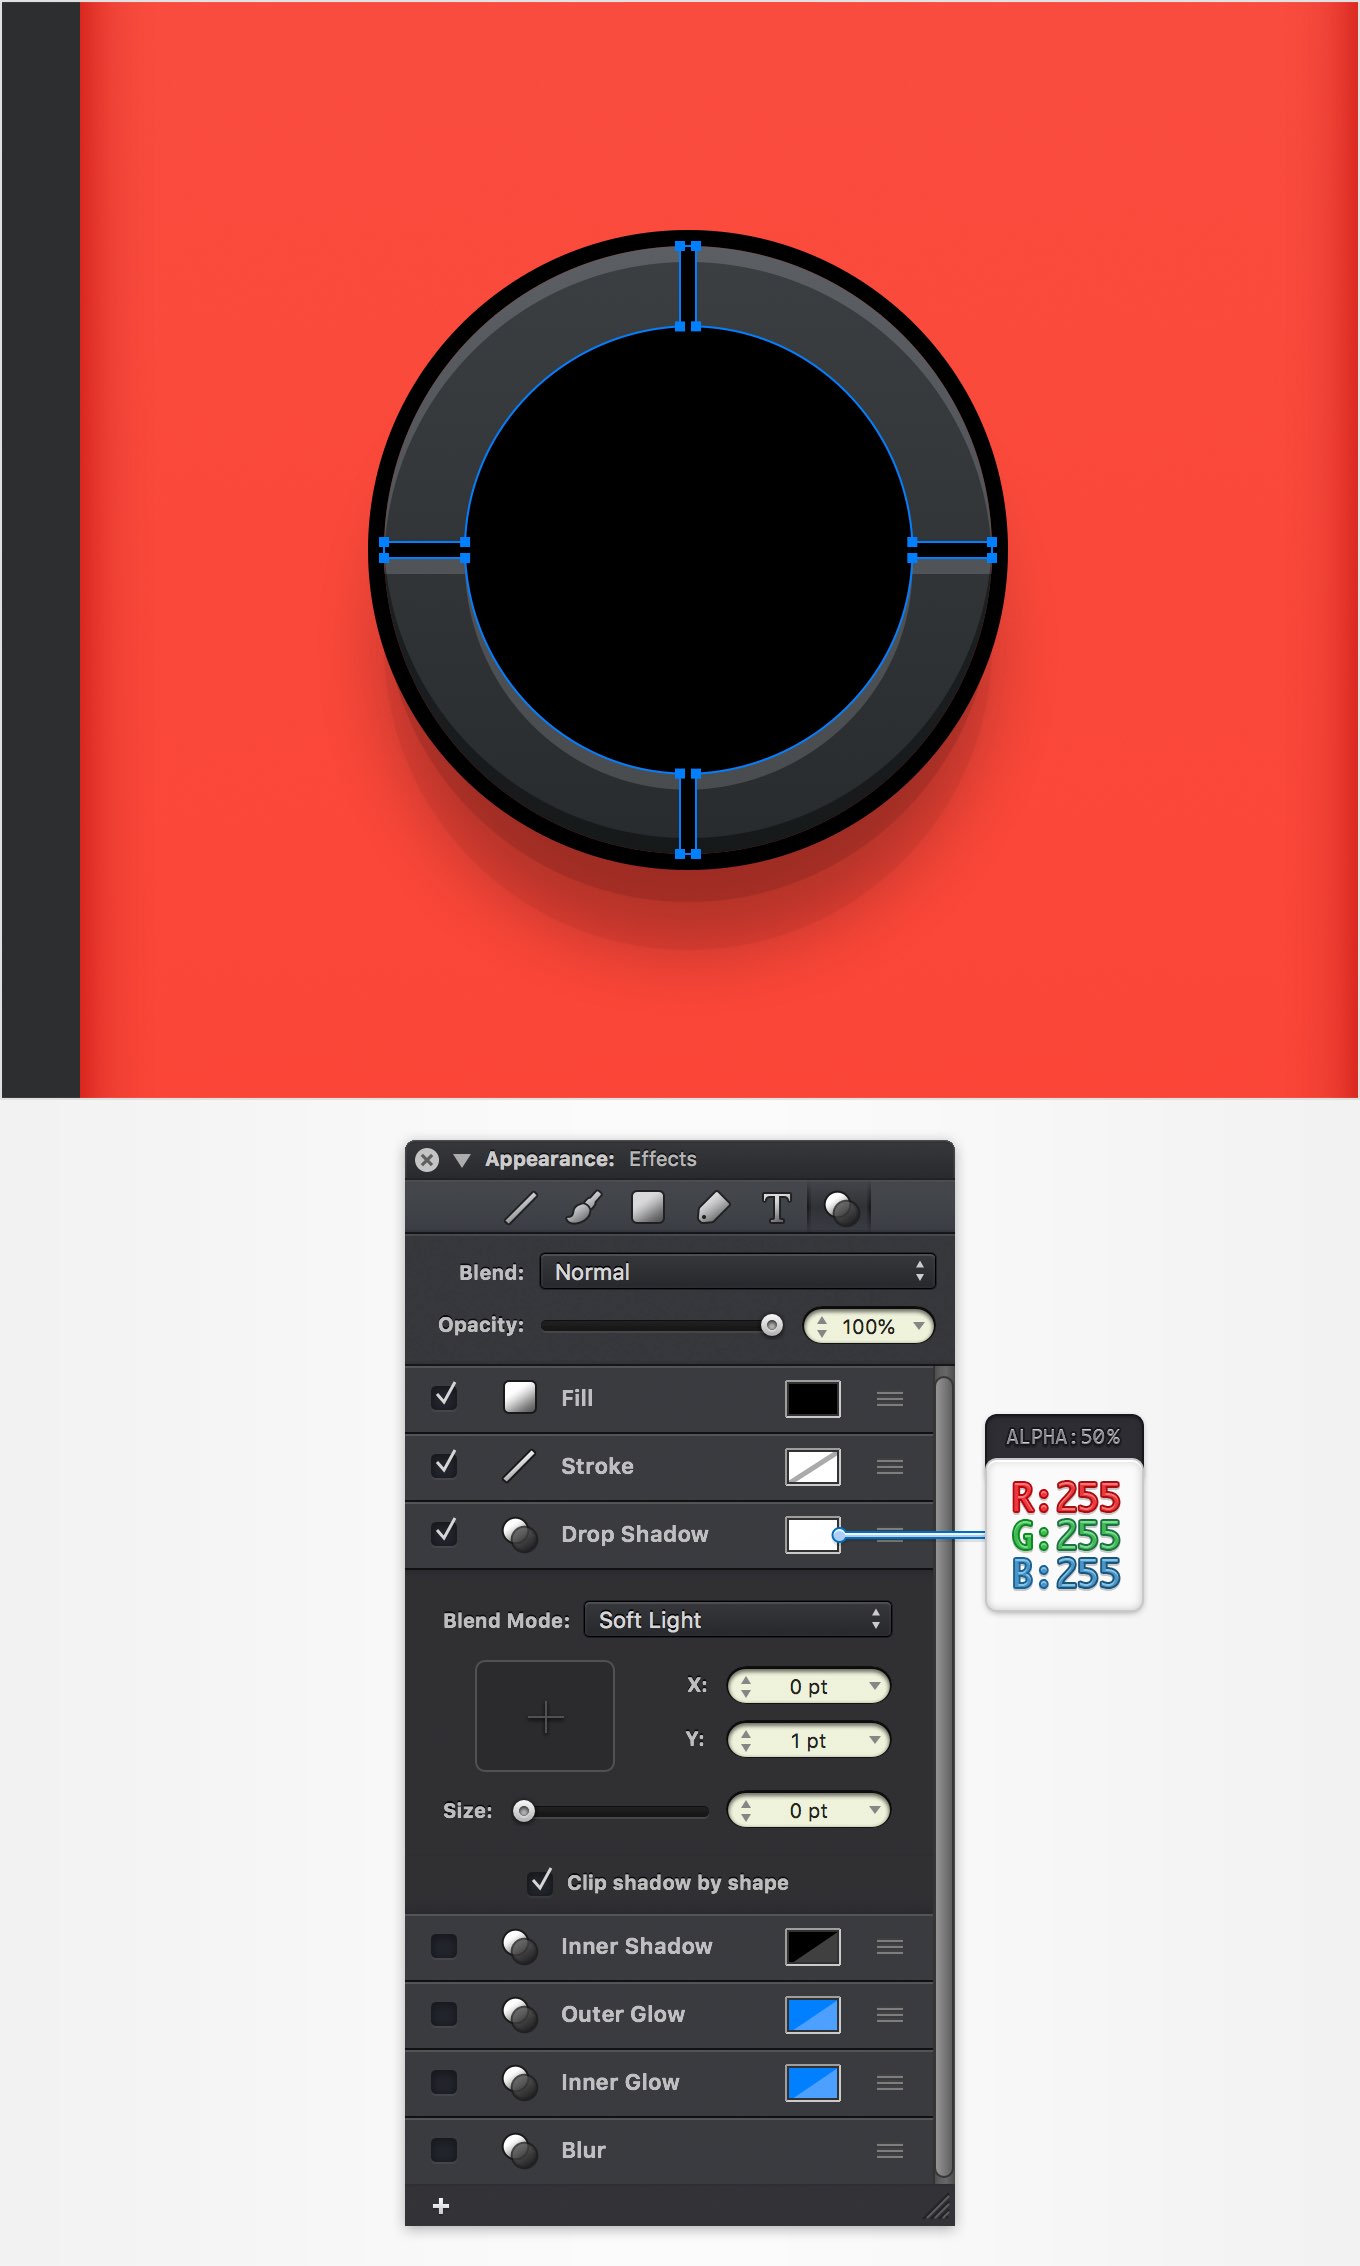 Appearance: Effects
T
Blend: Normal
Opacity: 100%
Fill
ALPHA:50%
Stroke
R:255
Drop Shadow
G:255
B:255
Blend Mode: Soft Light
X: 0 pt
Y: 1 pt
Size: 0 pt
Clip shadow by shape
Inner Shadow
Outer Glow
Inner Glow
Blur